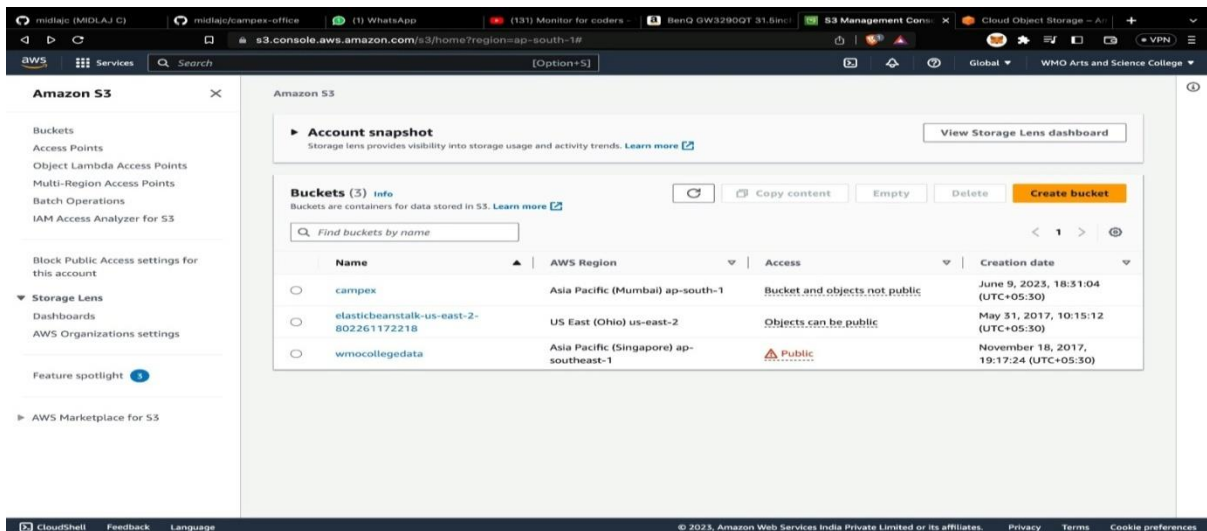 midlajc (MIDLAJ C)
midlajc/campex-office
(1) WhatsApp
(131) Monitor for coders -
BenQ GW3290QT 31.5inc
S3 Management Conso
Cloud Object Storage – Am
s3.console.aws.amazon.com/s3/home?region=ap-south-1#
VPN
aws
Services
Search
[Option+S]
Global
WMO Arts and Science College
Amazon S3
Buckets
Access Points
Object Lambda Access Points
Multi-Region Access Points
Batch Operations
IAM Access Analyzer for S3
Block Public Access settings for
this account
Storage Lens
Dashboards
AWS Organizations settings
Feature spotlight 3
AWS Marketplace for S3
Amazon S3
Account snapshot
Storage lens provides visibility into storage usage and activity trends. Learn more
View Storage Lens dashboard
Buckets (3) Info
Buckets are containers for data stored in S3. Learn more
Copy content
Empty
Delete
Create bucket
Find buckets by name
1
Name
AWS Region
Access
Creation date
campex
Asia Pacific (Mumbai) ap-south-1
Bucket and objects not public
June 9, 2023, 18:31:04
(UTC+05:30)
elasticbeanstalk-us-east-2-
802261172218
US East (Ohio) us-east-2
Objects can be public
May 31, 2017, 10:15:12
(UTC+05:30)
wmocollegedata
Asia Pacific (Singapore) ap-
southeast-1
Public
November 18, 2017,
19:17:24 (UTC+05:30)
CloudShell
Feedback
Language
© 2023, Amazon Web Services India Private Limited or its affiliates.
Privacy
Terms
Cookie preferences